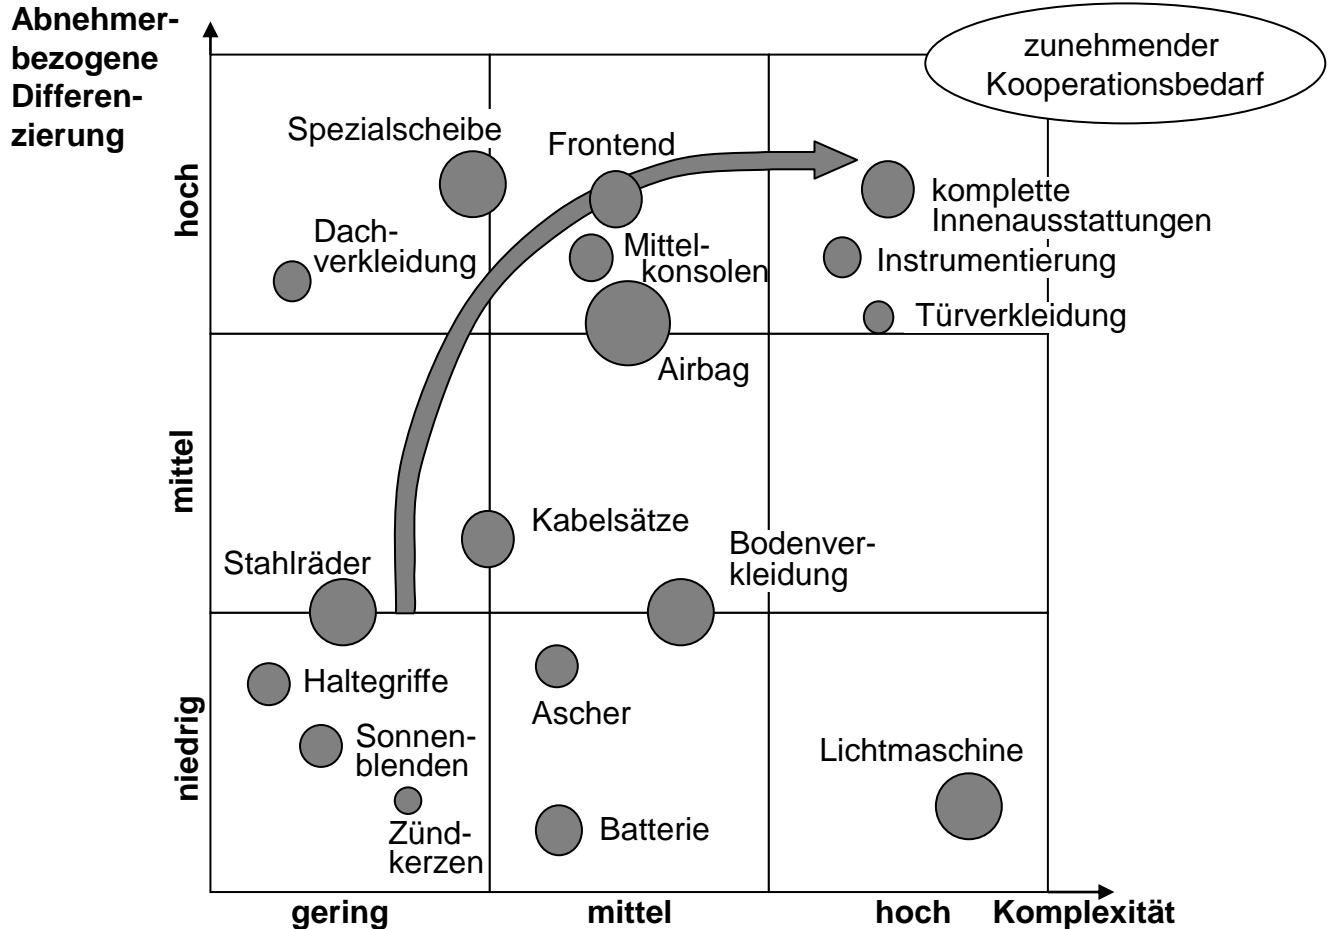 Abnehmer-
bezogene
Differen-
zierung
zunehmender
Kooperationsbedarf
hoch
Spezialscheibe
Frontend
Dach-
verkleidung
Mittel-
konsolen
Airbag
komplette
Innenausstattungen
Instrumentierung
Türverkleidung
mittel
Kabelsätze
Stahlräder
Bodenver-
kleidung
niedrig
Haltegriffe
Ascher
Sonnen-
blenden
Zünd-
kerzen
Batterie
Lichtmaschine
gering
mittel
hoch
Komplexität